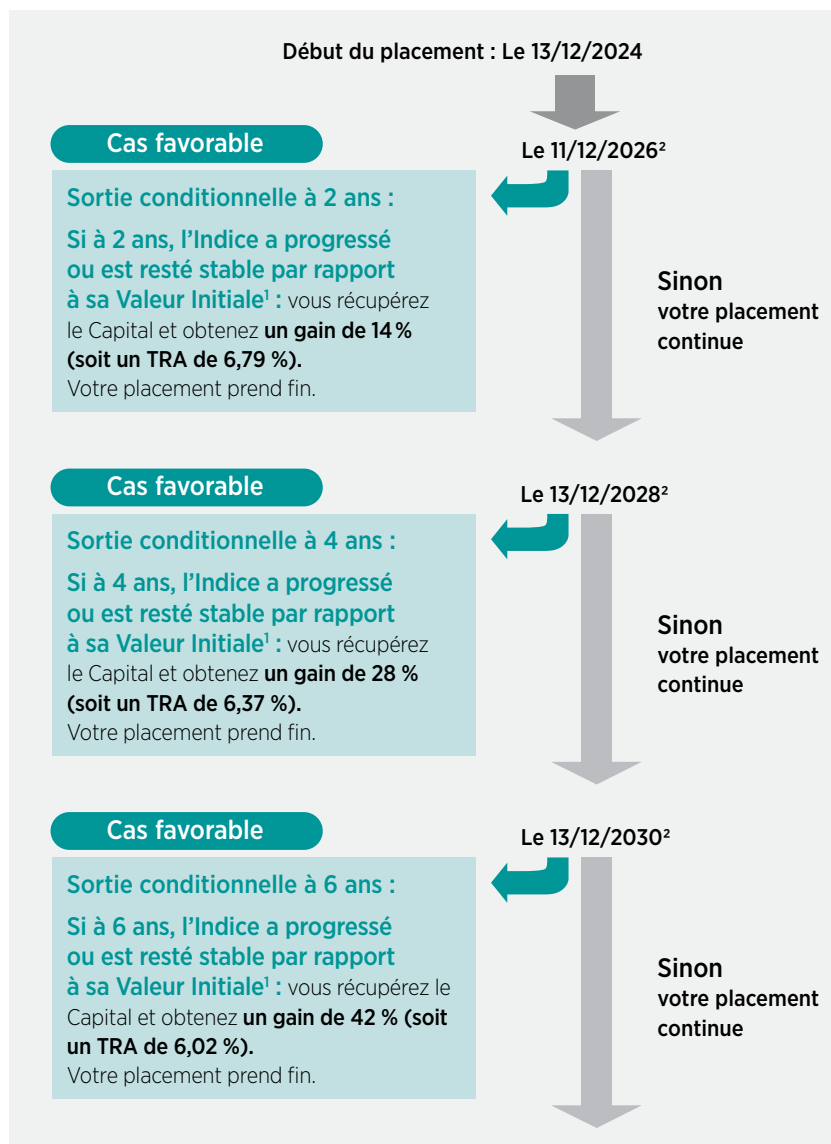 Début du placement : Le 13/12/2024
Cas favorable
Le 11/12/2026²
Sortie conditionnelle à 2 ans :
Si à 2 ans, l’Indice a progressé
ou est resté stable par rapport
à sa Valeur Initiale¹ : vous récupérez
le Capital et obtenez un gain de 14 %
(soit un TRA de 6,79 %).
Votre placement prend fin.
Sinon
votre placement
continue
Cas favorable
Le 13/12/2028²
Sortie conditionnelle à 4 ans :
Si à 4 ans, l’Indice a progressé
ou est resté stable par rapport
à sa Valeur Initiale¹ : vous récupérez
le Capital et obtenez un gain de 28 %
(soit un TRA de 6,37 %).
Votre placement prend fin.
Sinon
votre placement
continue
Cas favorable
Le 13/12/2030²
Sortie conditionnelle à 6 ans :
Si à 6 ans, l’Indice a progressé
ou est resté stable par rapport
à sa Valeur Initiale¹ : vous récupérez le
Capital et obtenez un gain de 42 % (soit
un TRA de 6,02 %).
Votre placement prend fin.
Sinon
votre placement
continue